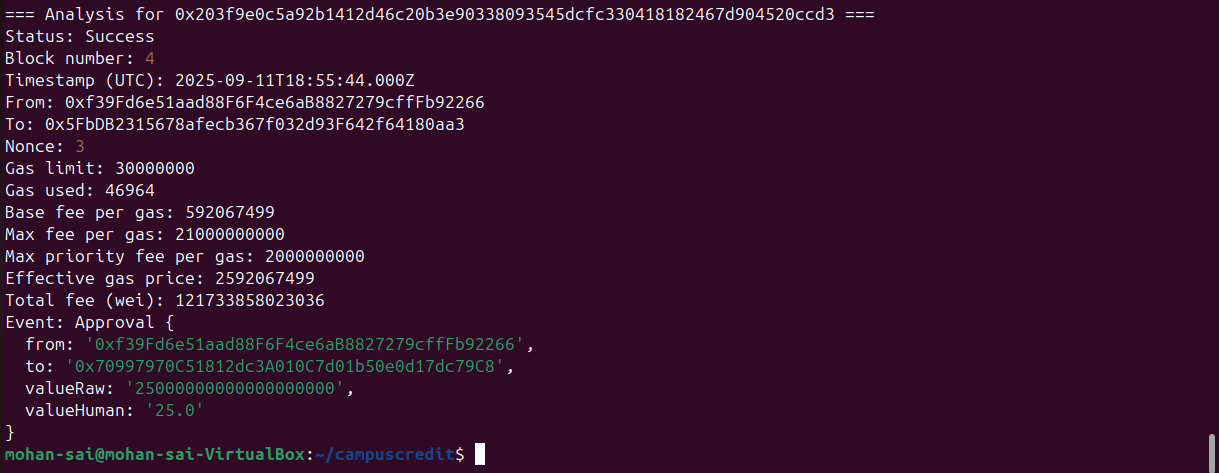 === Analysis for 0x203f9e0c5a92b1412d46c20b3e90338093545dcfc330418182467d904520ccd3 ===
Status: Success
Block number: 4
Timestamp (UTC): 2025-09-11T18:55:44.000Z
From: 0xf39Fd6e51aad88F6F4ce6aB8827279cffFb92266
To: 0x5FbDB2315678afecb367f032d93F642f64180aa3
Nonce: 3
Gas limit: 30000000
Gas used: 46964
Base fee per gas: 592067499
Max fee per gas: 21000000000
Max priority fee per gas: 2000000000
Effective gas price: 2592067499
Total fee (wei): 121733858023036
Event: Approval {
  from: '0xf39Fd6e51aad88F6F4ce6aB8827279cffFb92266',
  to: '0x70997970C51812dc3A010C7d01b50e0d17dc79C8',
  valueRaw: '25000000000000000000',
  valueHuman: '25.0'
}
mohan-sai@mohan-sai-VirtualBox:~/campuscredit$